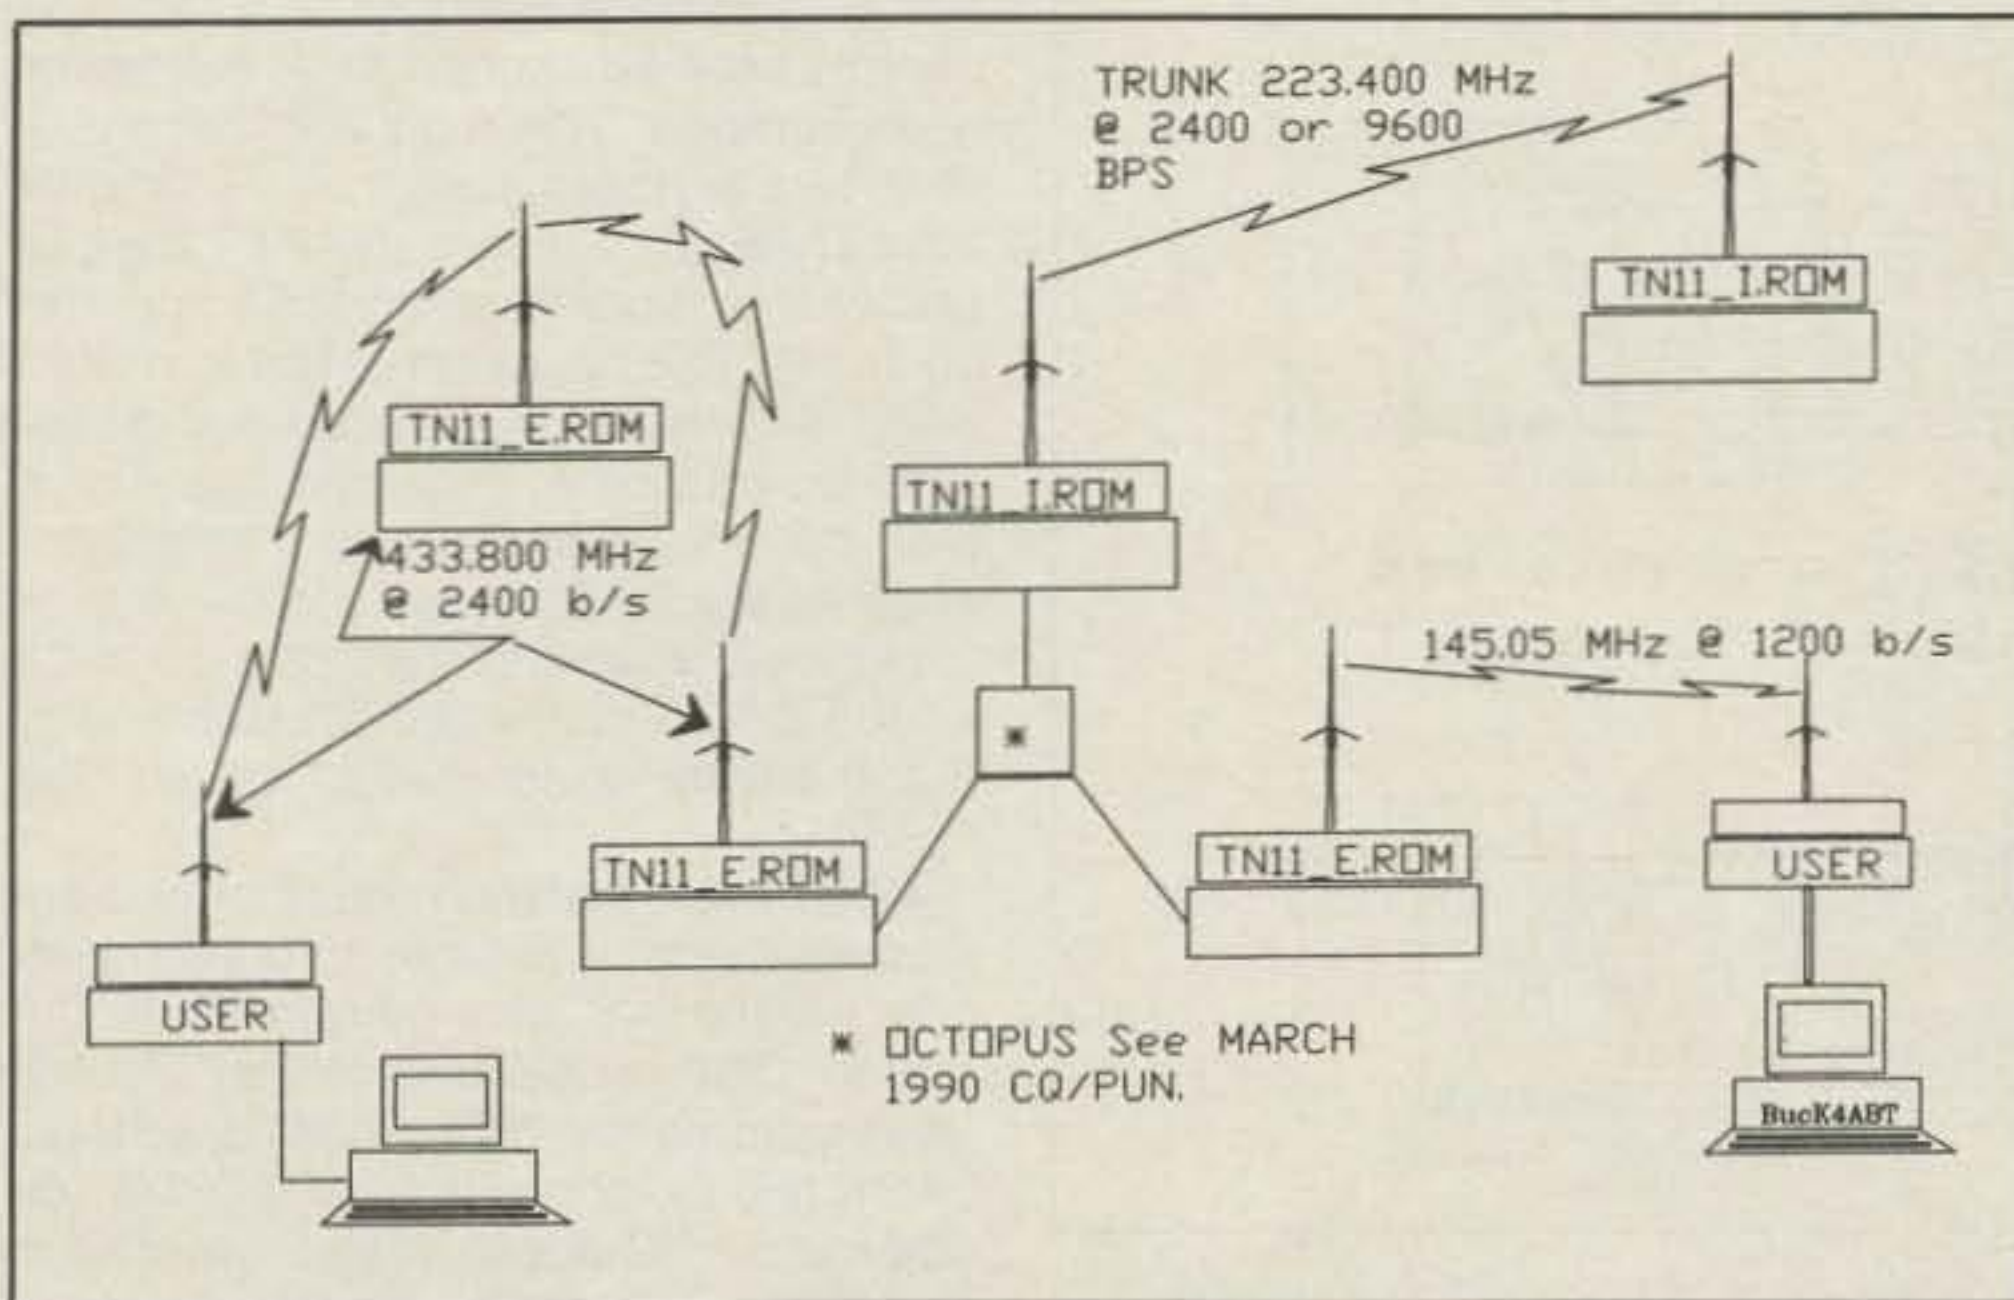 TRUNK 223.400 MHz
@ 2400 or 9600
BPS
TN11_I.ROM
TN11_E.ROM
TN11_I.ROM
433.800 MHz
@ 2400 b/s
145.05 MHz @ 1200 b/s
TN11_E.ROM
TN11_E.ROM
USER
USER
* OCTOPUS See MARCH
1990 CQ/PUN.
BucK4ABT